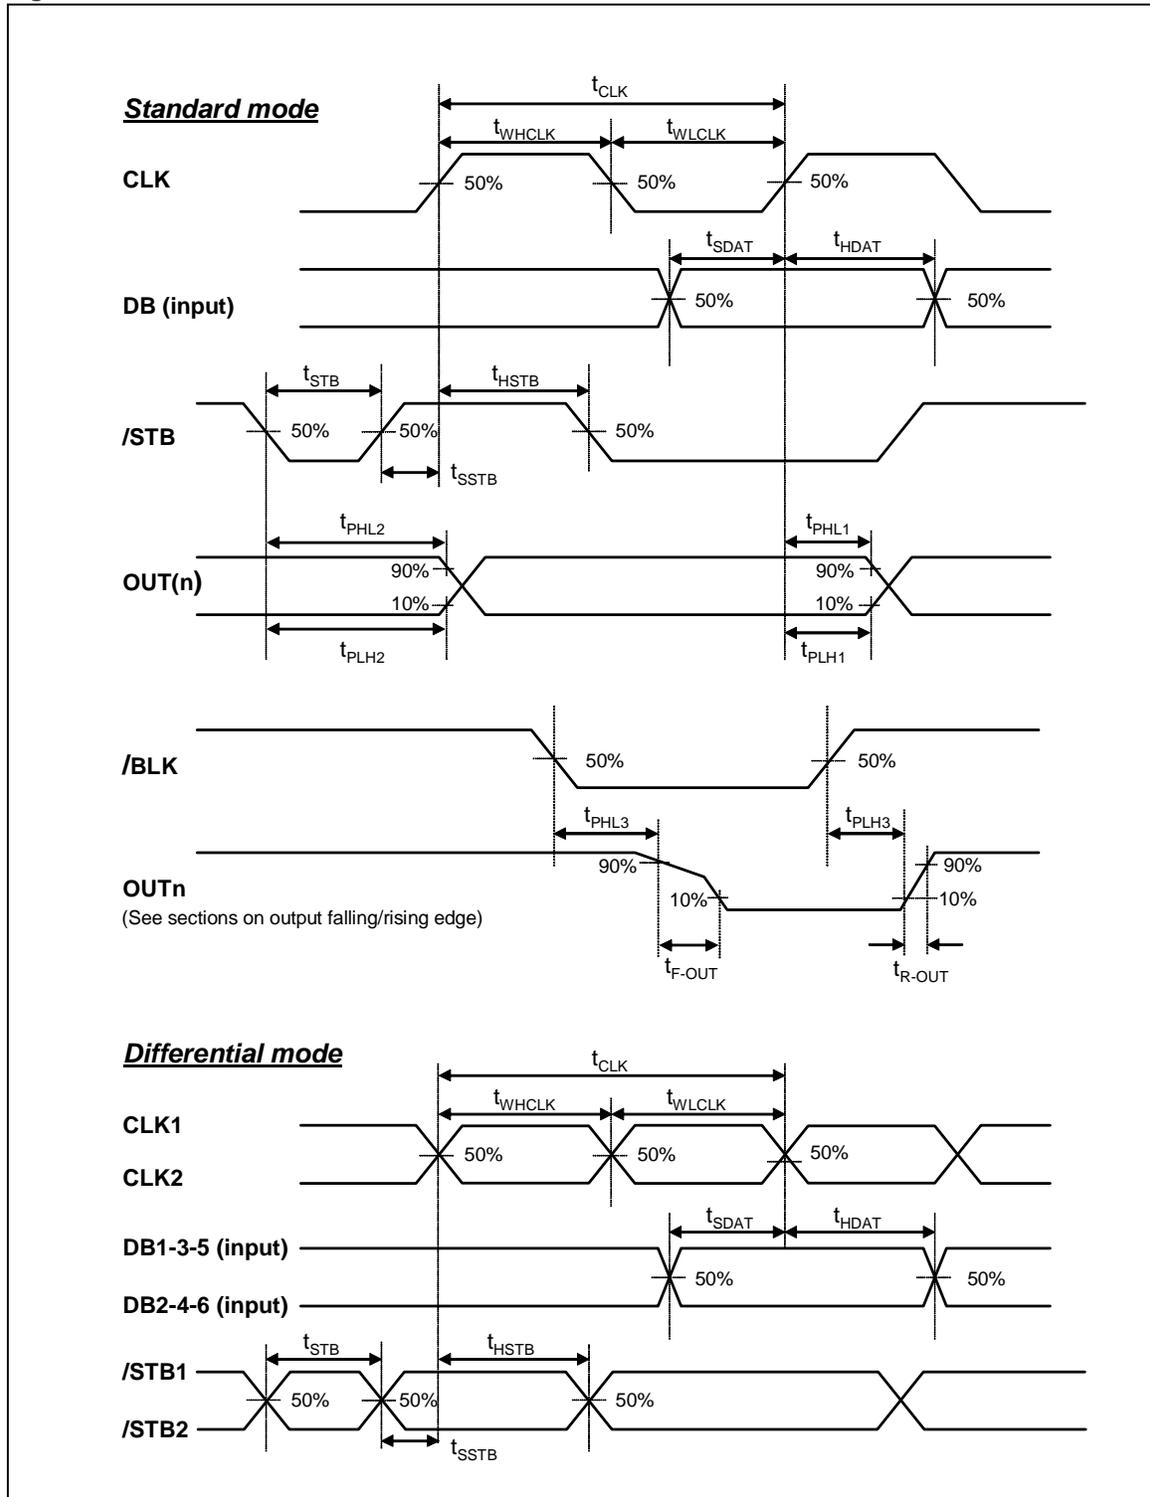 Standard mode
tCLK
tWHCLK tWLCLK
CLK 50% 50% 50%
tSDAT tHDAT
DB (input) 50% 50%
tSTB tHSTB
/STB 50% 50% 50%
tSSTB
tPHL2 tPHL1
90% 90%
OUT(n)
10% 10%
tPLH2 tPLH1
/BLK 50% 50%
tPHL3 tPLH3
90% 90%
OUTn 10% 10%
(See sections on output falling/rising edge)
tF-OUT tR-OUT
Differential mode
tCLK
tWHCLK tWLCLK
CLK1
50% 50% 50%
CLK2
tSDAT tHDAT
DB1-3-5 (input)
50% 50%
DB2-4-6 (input)
tSTB tHSTB
/STB1
50% 50% 50%
/STB2
tSSTB